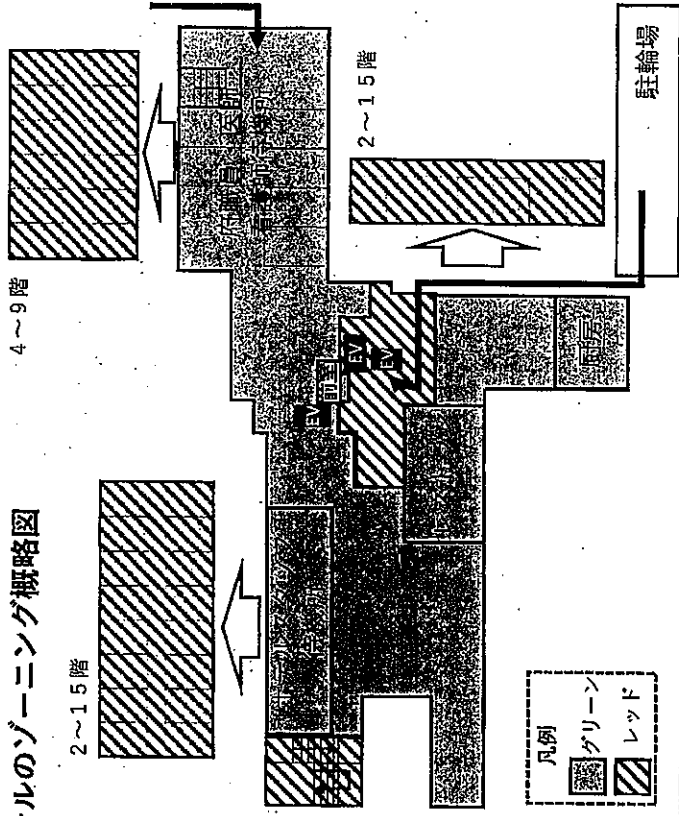 ルのゾーニング概略図
2～15階
4～9階
2～15階
医師
前室
EV
EV
EV
厨房
駐輪場
凡例
グリーン
レッド